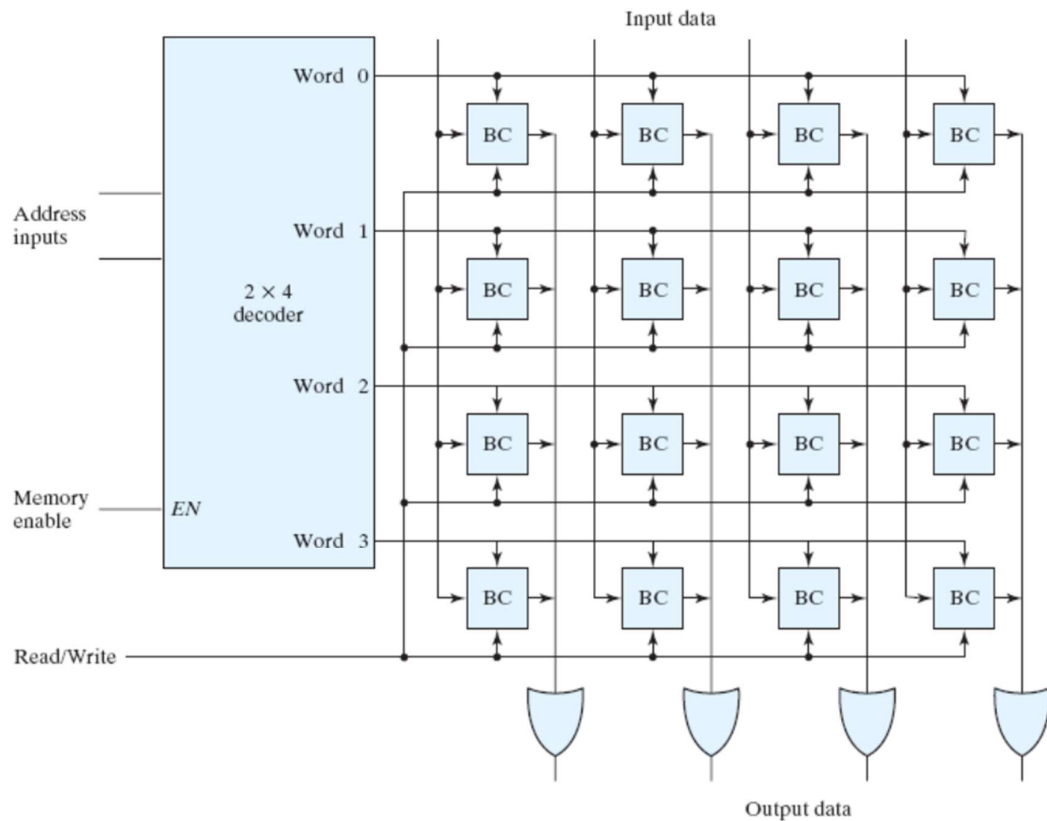 Input data
Word 0
BC BC BC BC
Address
inputs
Word 1
2 × 4
decoder
BC BC BC BC
Word 2
BC BC BC BC
Memory
enable
EN
Word 3
BC BC BC BC
Read/Write
Output data